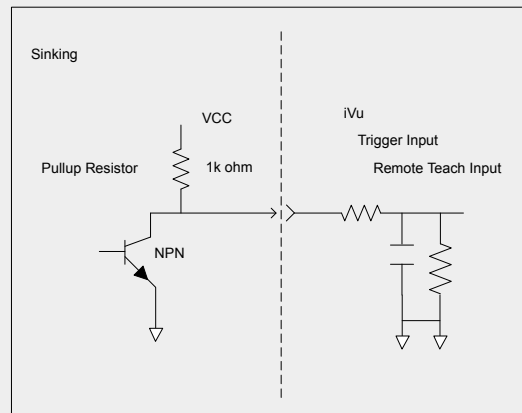 Sinking
VCC
Pullup Resistor
1k ohm
NPN
iVu
Trigger Input
Remote Teach Input